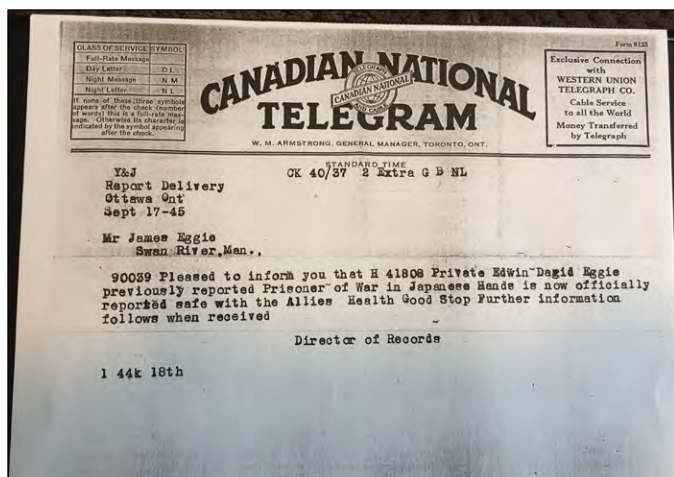 Form 6123
CLASS OF SERVICE SYMBOL
Full-Rate Message
Day Letter D L
Night Message N M
Night Letter N L
If none of these three symbols
appears after the check (number
of words) this is a full-rate mes-
sage. Otherwise its character is
indicated by the symbol appearing
after the check.
CANADIAN NATIONAL
TELEGRAM
CANADIAN NATIONAL
W. M. ARMSTRONG, GENERAL MANAGER, TORONTO, ONT.
Exclusive Connection
with
WESTERN UNION
TELEGRAPH CO.
Cable Service
to all the World
Money Transferred
by Telegraph
STANDARD TIME
Y&J CK 40/37 2 Extra G B NL
Report Delivery
Ottawa Ont
Sept 17-45
Mr James Eggie
Swan River,Man.,
90039 Pleased to inform you that H 41808 Private Edwin Dagid Eggie
previously reported Prisoner of War in Japanese Hands is now officially
reported safe with the Allies Health Good Stop Further information
follows when received
Director of Records
1 44k 18th